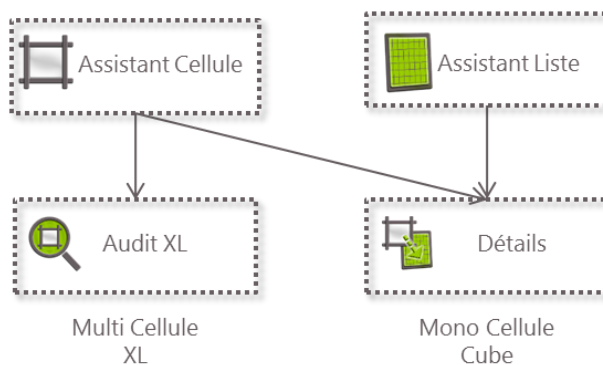 Assistant Cellule
Assistant Liste
Audit XL
Détails
Multi Cellule
XL
Mono Cellule
Cube